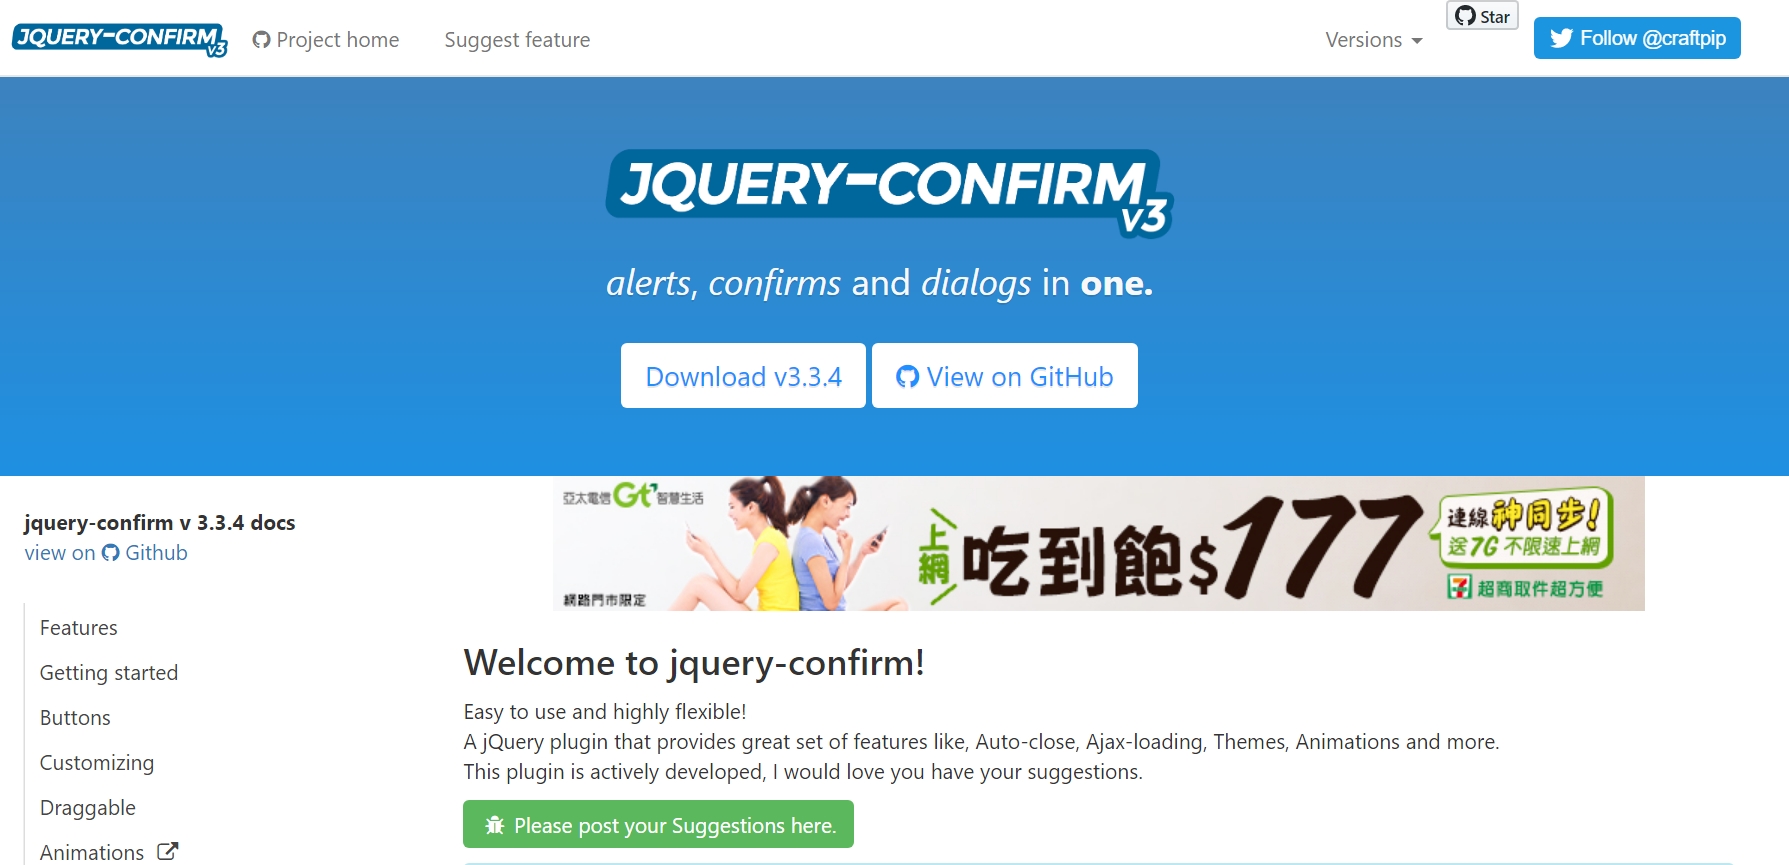 JQUERY-CONFIRM v3
Project home
Suggest feature
Versions
Star
Follow @craftpip
JQUERY-CONFIRM
v3
alerts, confirms and dialogs in one.
Download v3.3.4
View on GitHub
jquery-confirm v 3.3.4 docs
view on Github
Features
Getting started
Buttons
Customizing
Draggable
Animations
亞太電信 Gt 智慧生活
網路門市限定
上網
吃到飽$177
連線神同步!
送7G不限速上網
超商取件超方便
Welcome to jquery-confirm!
Easy to use and highly flexible!
A jQuery plugin that provides great set of features like, Auto-close, Ajax-loading, Themes, Animations and more.
This plugin is actively developed, I would love you have your suggestions.
Please post your Suggestions here.